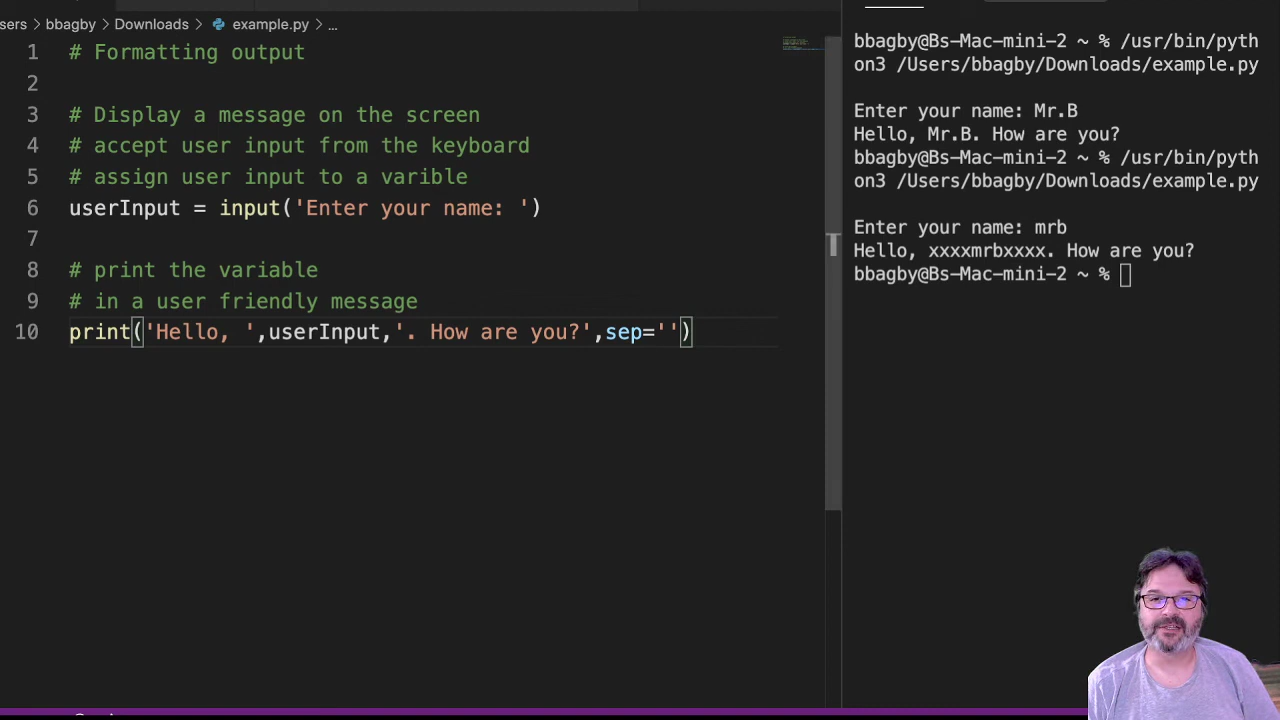 sers > bbagby > Downloads > example.py > ...
1 # Formatting output
2
3 # Display a message on the screen
4 # accept user input from the keyboard
5 # assign user input to a varible
6 userInput = input('Enter your name: ')
7
8 # print the variable
9 # in a user friendly message
10 print('Hello, ',userInput,'. How are you?',sep='')
bbagby@Bs-Mac-mini-2 ~ % /usr/bin/pyth
on3 /Users/bbagby/Downloads/example.py
Enter your name: Mr.B
Hello, Mr.B. How are you?
bbagby@Bs-Mac-mini-2 ~ % /usr/bin/pyth
on3 /Users/bbagby/Downloads/example.py
Enter your name: mrb
Hello, xxxxmrbxxxx. How are you?
bbagby@Bs-Mac-mini-2 ~ %